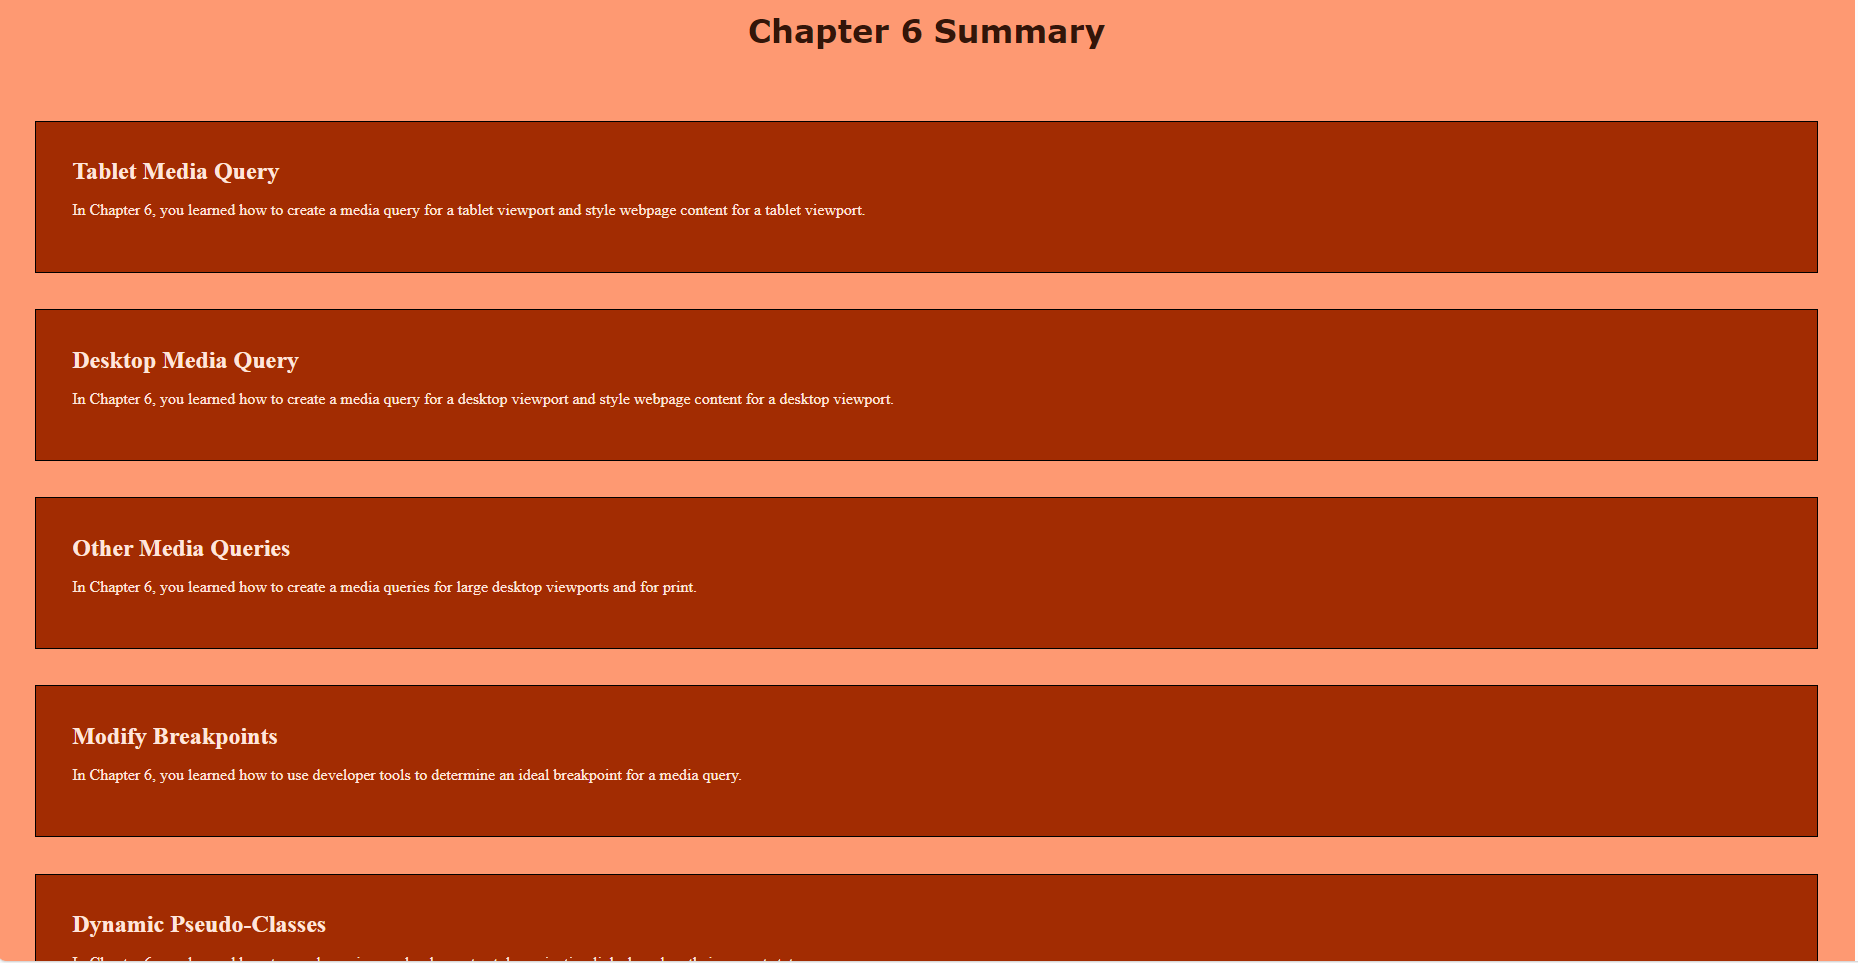 Chapter 6 Summary
Tablet Media Query
In Chapter 6, you learned how to create a media query for a tablet viewport and style webpage content for a tablet viewport.
Desktop Media Query
In Chapter 6, you learned how to create a media query for a desktop viewport and style webpage content for a desktop viewport.
Other Media Queries
In Chapter 6, you learned how to create a media queries for large desktop viewports and for print.
Modify Breakpoints
In Chapter 6, you learned how to use developer tools to determine an ideal breakpoint for a media query.
Dynamic Pseudo-Classes